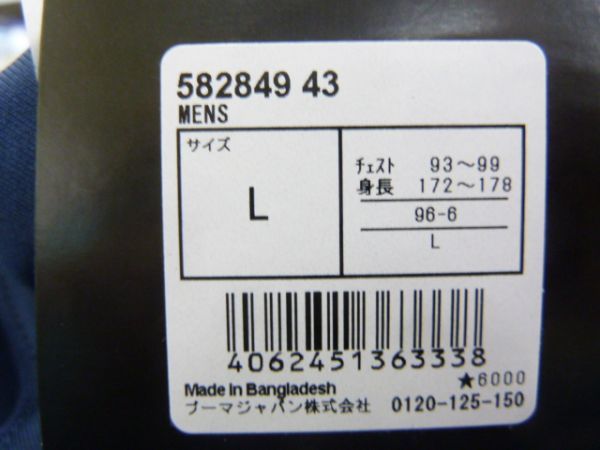 582849 43
MENS
サイズ
L
チェスト 93～99
身長 172～178
96-6
L
4062451363338
★6000
Made in Bangladesh
プーマジャパン株式会社 0120-125-150